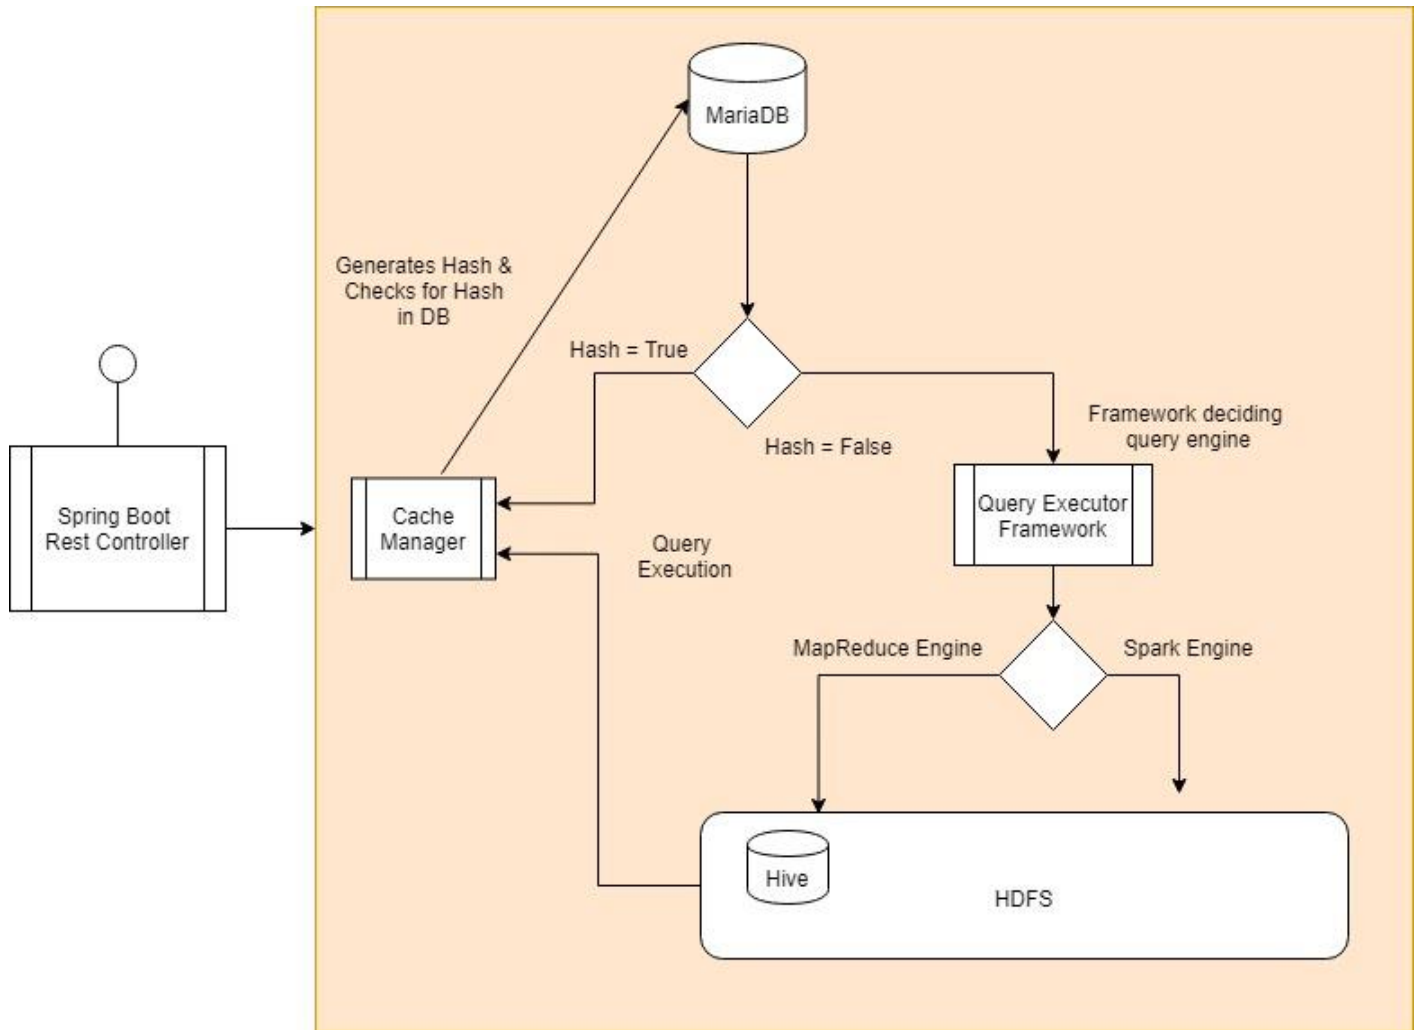 MariaDB
Generates Hash &
Checks for Hash
in DB
Hash = True
Hash = False
Framework deciding
query engine
Spring Boot
Rest Controller
Cache
Manager
Query
Execution
Query Executor
Framework
MapReduce Engine
Spark Engine
Hive
HDFS